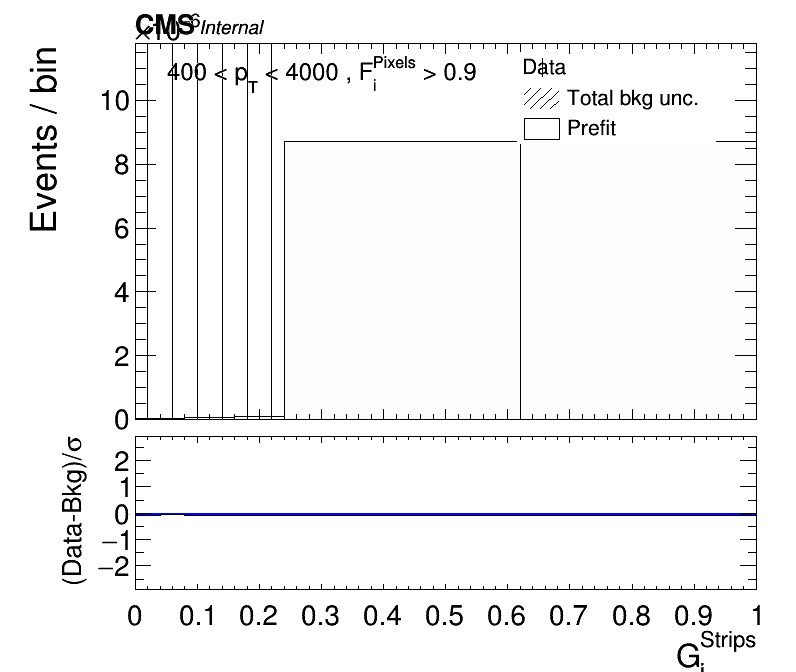 CMS Internal
×10⁻⁶
Events / bin
400 < p_T < 4000 , F_i^Pixels > 0.9
Data
Total bkg unc.
Prefit
10
8
6
4
2
0
(Data-Bkg)/σ
2
1
0
−1
−2
0 0.1 0.2 0.3 0.4 0.5 0.6 0.7 0.8 0.9 1
G_i^Strips